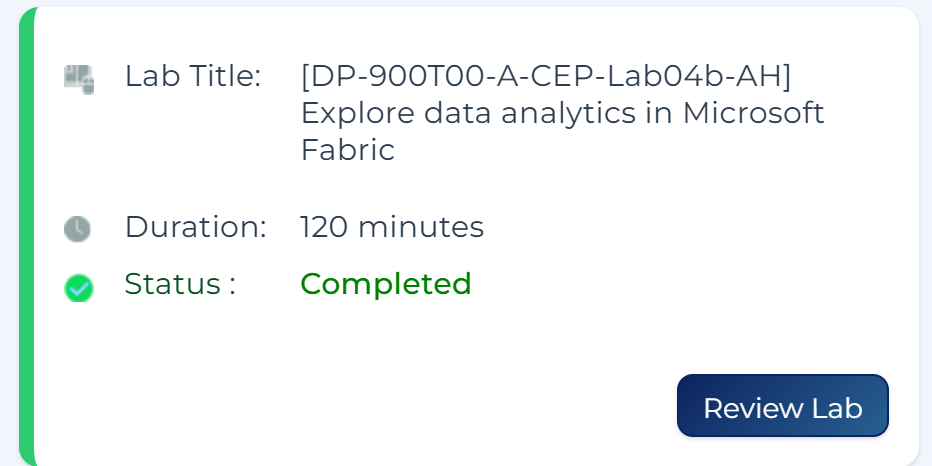 Lab Title: [DP-900T00-A-CEP-Lab04b-AH]
Explore data analytics in Microsoft
Fabric
Duration: 120 minutes
Status : Completed
Review Lab